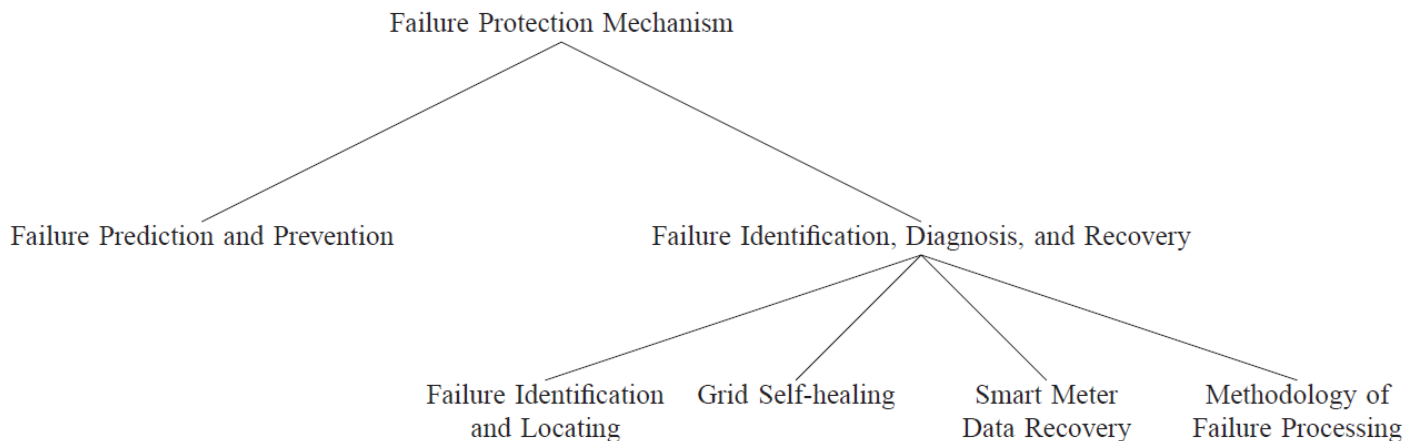 Failure Protection Mechanism
Failure Prediction and Prevention
Failure Identification, Diagnosis, and Recovery
Failure Identification
and Locating
Grid Self-healing
Smart Meter
Data Recovery
Methodology of
Failure Processing